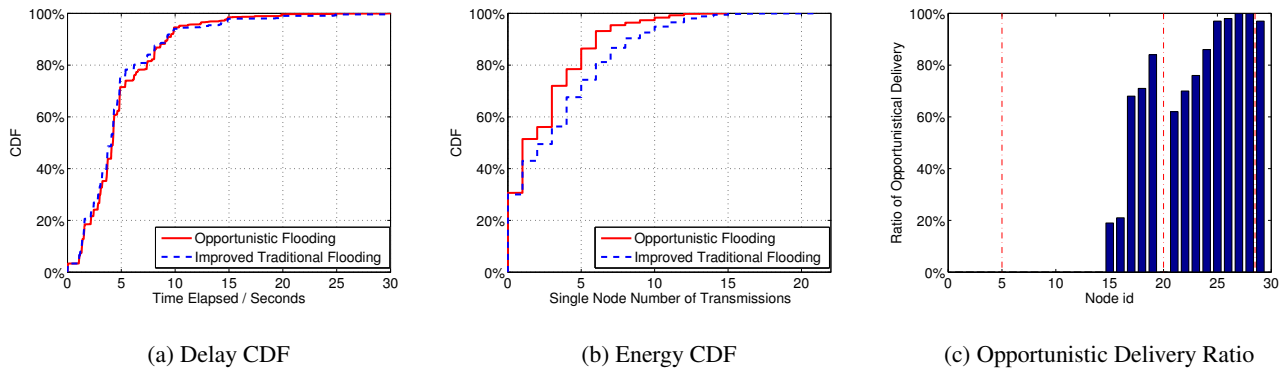 100%
80%
60%
40%
20%
0%
CDF
0 5 10 15 20 25 30
Time Elapsed / Seconds
Opportunistic Flooding
Improved Traditional Flooding
(a) Delay CDF
100%
80%
60%
40%
20%
0%
CDF
0 5 10 15 20
Single Node Number of Transmissions
Opportunistic Flooding
Improved Traditional Flooding
(b) Energy CDF
100%
80%
60%
40%
20%
0%
Ratio of Opportunistical Delivery
0 5 10 15 20 25 30
Node id
(c) Opportunistic Delivery Ratio